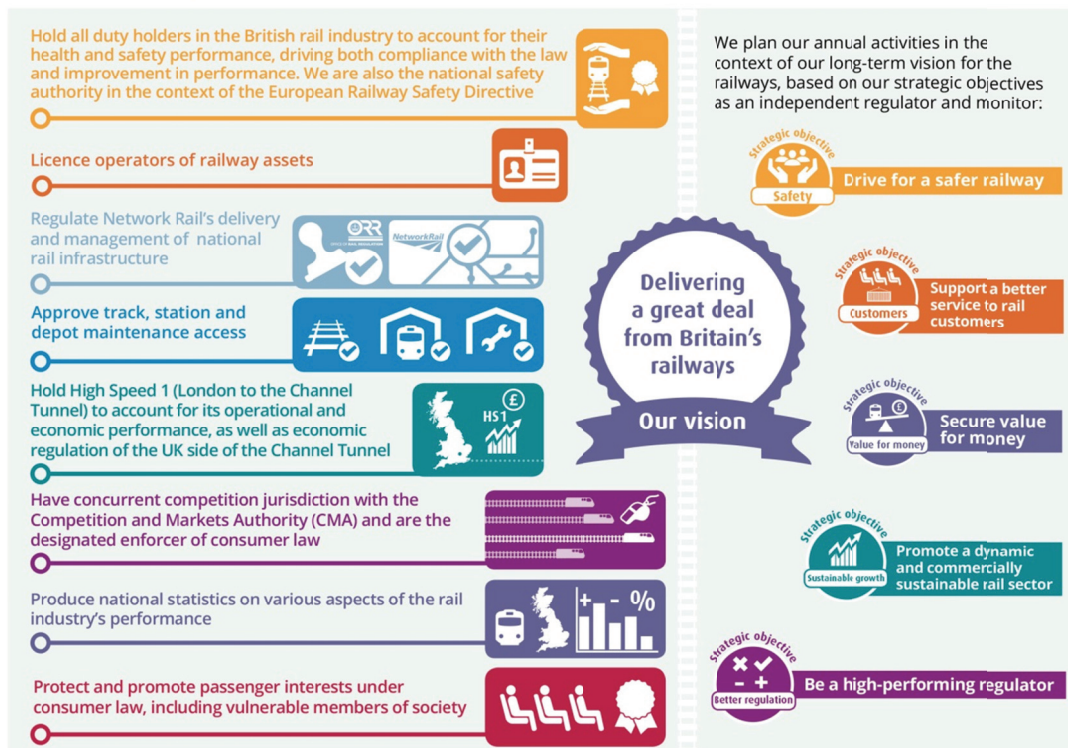 Hold all duty holders in the British rail industry to account for their
health and safety performance, driving both compliance with the law
and improvement in performance. We are also the national safety
authority in the context of the European Railway Safety Directive
Licence operators of railway assets
Regulate Network Rail's delivery
and management of national
rail infrastructure
ORR
OFFICE OF RAIL REGULATION
NetworkRail
Approve track, station and
depot maintenance access
Hold High Speed 1 (London to the Channel
Tunnel) to account for its operational and
economic performance, as well as economic
regulation of the UK side of the Channel Tunnel
£
HS1
Have concurrent competition jurisdiction with the
Competition and Markets Authority (CMA) and are the
designated enforcer of consumer law
Produce national statistics on various aspects of the rail
industry's performance
+ - %
Protect and promote passenger interests under
consumer law, including vulnerable members of society
Delivering
a great deal
from Britain's
railways
Our vision
We plan our annual activities in the
context of our long-term vision for the
railways, based on our strategic objectives
as an independent regulator and monitor:
Strategic objective
Safety
Drive for a safer railway
Strategic objective
Customers
Support a better
service to rail
customers
Strategic objective
£
Value for money
Secure value
for money
Strategic objective
Sustainable growth
Promote a dynamic
and commercially
sustainable rail sector
Strategic objective
Better regulation
Be a high-performing regulator